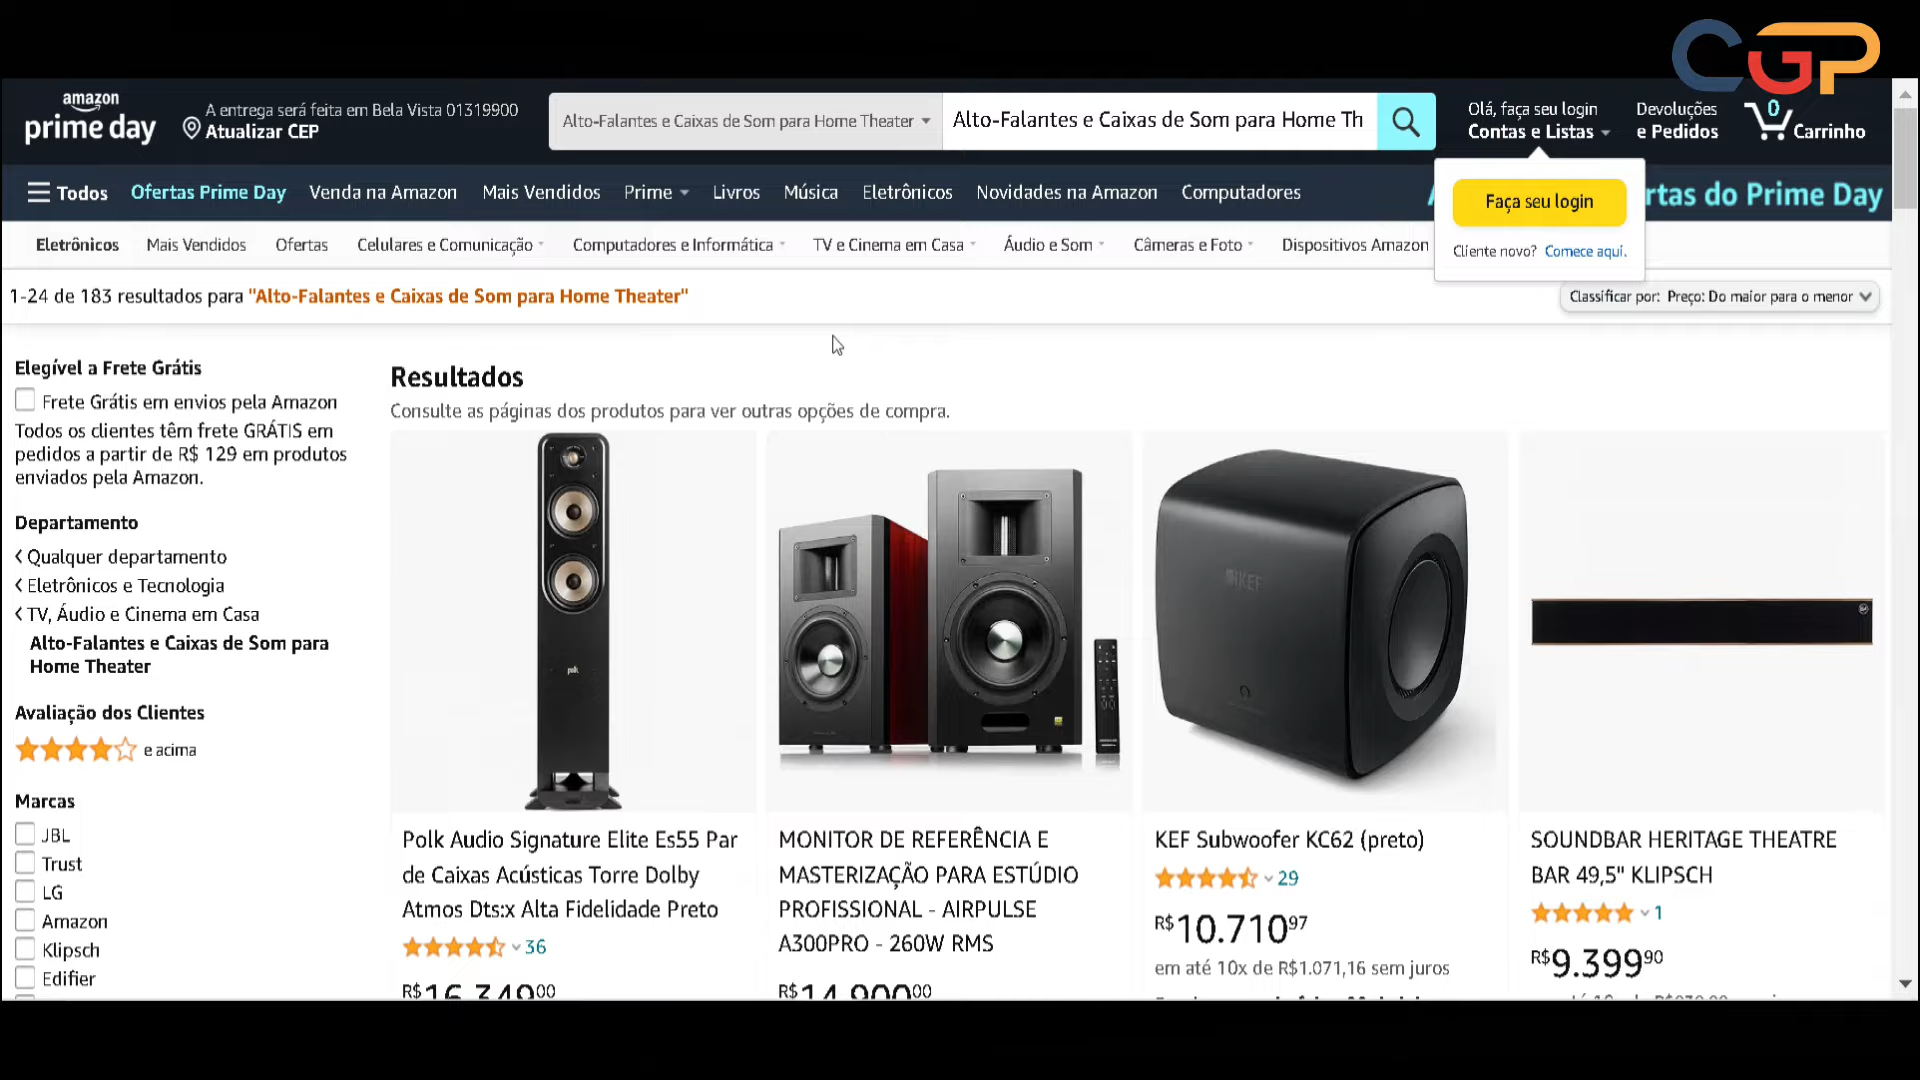 CGP
amazon
prime day
A entrega será feita em Bela Vista 01319900
Atualizar CEP
Alto-Falantes e Caixas de Som para Home Theater
Alto-Falantes e Caixas de Som para Home Th
Olá, faça seu login
Contas e Listas
Devoluções
e Pedidos
0
Carrinho
Todos
Ofertas Prime Day
Venda na Amazon
Mais Vendidos
Prime
Livros
Música
Eletrônicos
Novidades na Amazon
Computadores
rtas do Prime Day
Faça seu login
Cliente novo? Comece aqui.
Eletrônicos
Mais Vendidos
Ofertas
Celulares e Comunicação
Computadores e Informática
TV e Cinema em Casa
Áudio e Som
Câmeras e Foto
Dispositivos Amazon
1-24 de 183 resultados para "Alto-Falantes e Caixas de Som para Home Theater"
Classificar por: Preço: Do maior para o menor
Elegível a Frete Grátis
Frete Grátis em envios pela Amazon
Todos os clientes têm frete GRÁTIS em
pedidos a partir de R$ 129 em produtos
enviados pela Amazon.
Departamento
Qualquer departamento
Eletrônicos e Tecnologia
TV, Áudio e Cinema em Casa
Alto-Falantes e Caixas de Som para
Home Theater
Avaliação dos Clientes
e acima
Marcas
JBL
Trust
LG
Amazon
Klipsch
Edifier
Resultados
Consulte as páginas dos produtos para ver outras opções de compra.
polk
Polk Audio Signature Elite Es55 Par
de Caixas Acústicas Torre Dolby
Atmos Dts:x Alta Fidelidade Preto
36
R$16.34900
MONITOR DE REFERÊNCIA E
MASTERIZAÇÃO PARA ESTÚDIO
PROFISSIONAL - AIRPULSE
A300PRO - 260W RMS
R$14.90000
KEF
KEF Subwoofer KC62 (preto)
29
R$10.71097
em até 10x de R$1.071,16 sem juros
SOUNDBAR HERITAGE THEATRE
BAR 49,5" KLIPSCH
1
R$9.39990